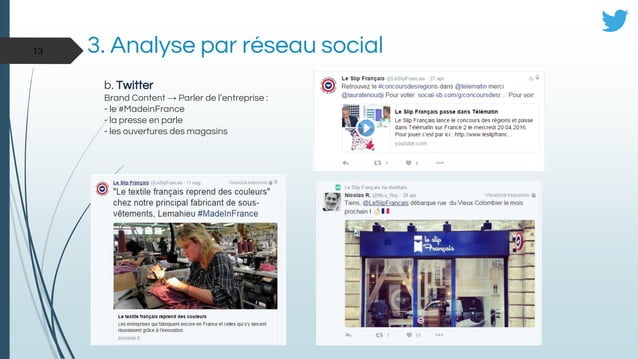 13
3. Analyse par réseau social
b. Twitter
Brand Content → Parler de l'entreprise :
- le #MadeinFrance
- la presse en parle
- les ouvertures des magasins
Le Slip Français @LeSlipFrancais · 27 apr
Retrouvez le #concoursdesregions dans @telematin merci
@lauratenoudji Pour voter: social-sb.com/g/concoursdesr... Pour voir
Le Slip Français passe dans Télématin
Le Slip Français lance le concours des régions et passe
dans Télématin sur France 2 le mercredi 20.04.2016.
Pour jouer c'est par ici : http://www.leslipfranc...
youtube.com
Le Slip Français @LeSlipFrancais · 11 mag Visualizza traduzione
"Le textile français reprend des couleurs"
chez notre principal fabricant de sous-
vêtements, Lemahieu #MadeInFrance
Le textile français reprend des couleurs
Les entreprises qui fabriquent encore en France et celles qui s'y lancent
réussissent grâce à l'innovation.
lemonde.fr
Le Slip Français ha ritwittato
Nicolas R. @Nico_Rey · 28 apr Visualizza traduzione
Tiens, @LeSlipFrancais débarque rue du Vieux Colombier le mois
prochain !
le slip
Français